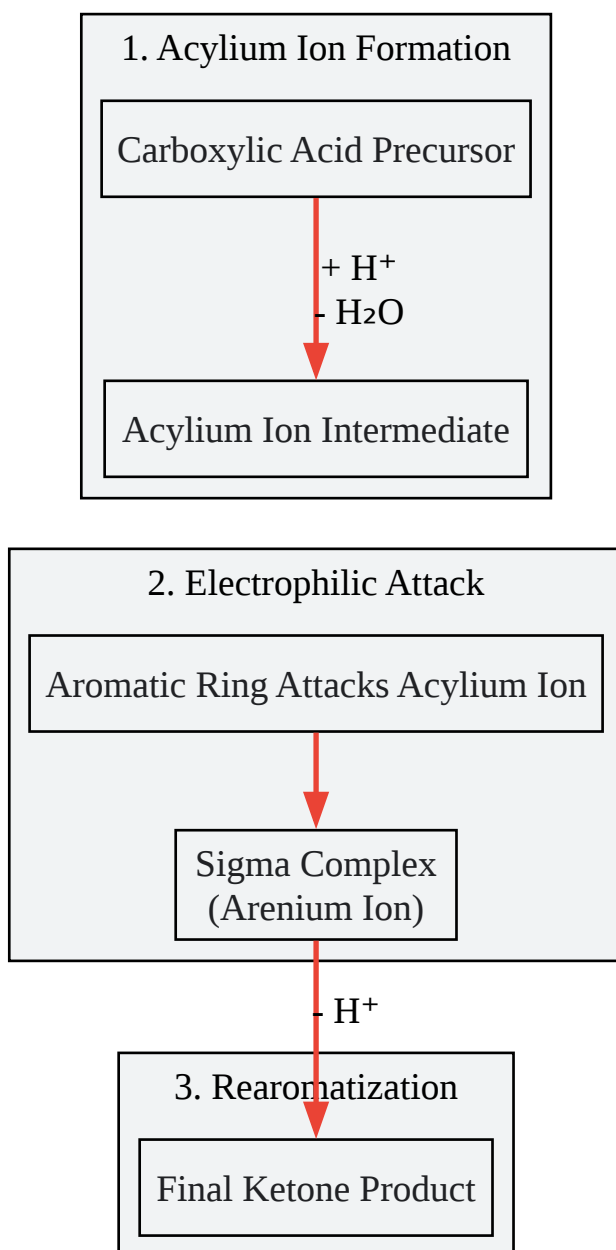 1. Acylium Ion Formation
Carboxylic Acid Precursor
+ H⁺
- H₂O
Acylium Ion Intermediate
2. Electrophilic Attack
Aromatic Ring Attacks Acylium Ion
Sigma Complex
(Arenium Ion)
- H⁺
3. Rearomatization
Final Ketone Product